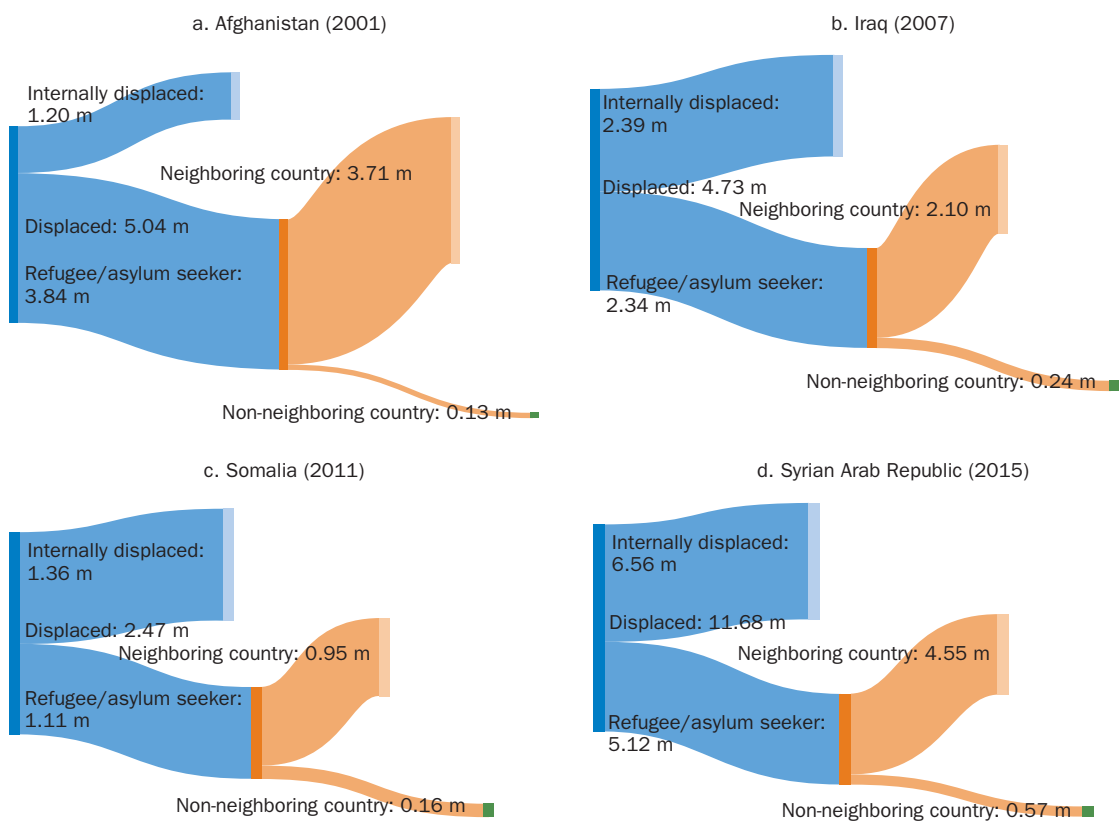 a. Afghanistan (2001)
Internally displaced:
1.20 m
Neighboring country: 3.71 m
Displaced: 5.04 m
Refugee/asylum seeker:
3.84 m
Non-neighboring country: 0.13 m
b. Iraq (2007)
Internally displaced:
2.39 m
Displaced: 4.73 m
Neighboring country: 2.10 m
Refugee/asylum seeker:
2.34 m
Non-neighboring country: 0.24 m
c. Somalia (2011)
Internally displaced:
1.36 m
Displaced: 2.47 m
Neighboring country: 0.95 m
Refugee/asylum seeker:
1.11 m
Non-neighboring country: 0.16 m
d. Syrian Arab Republic (2015)
Internally displaced:
6.56 m
Displaced: 11.68 m
Neighboring country: 4.55 m
Refugee/asylum seeker:
5.12 m
Non-neighboring country: 0.57 m